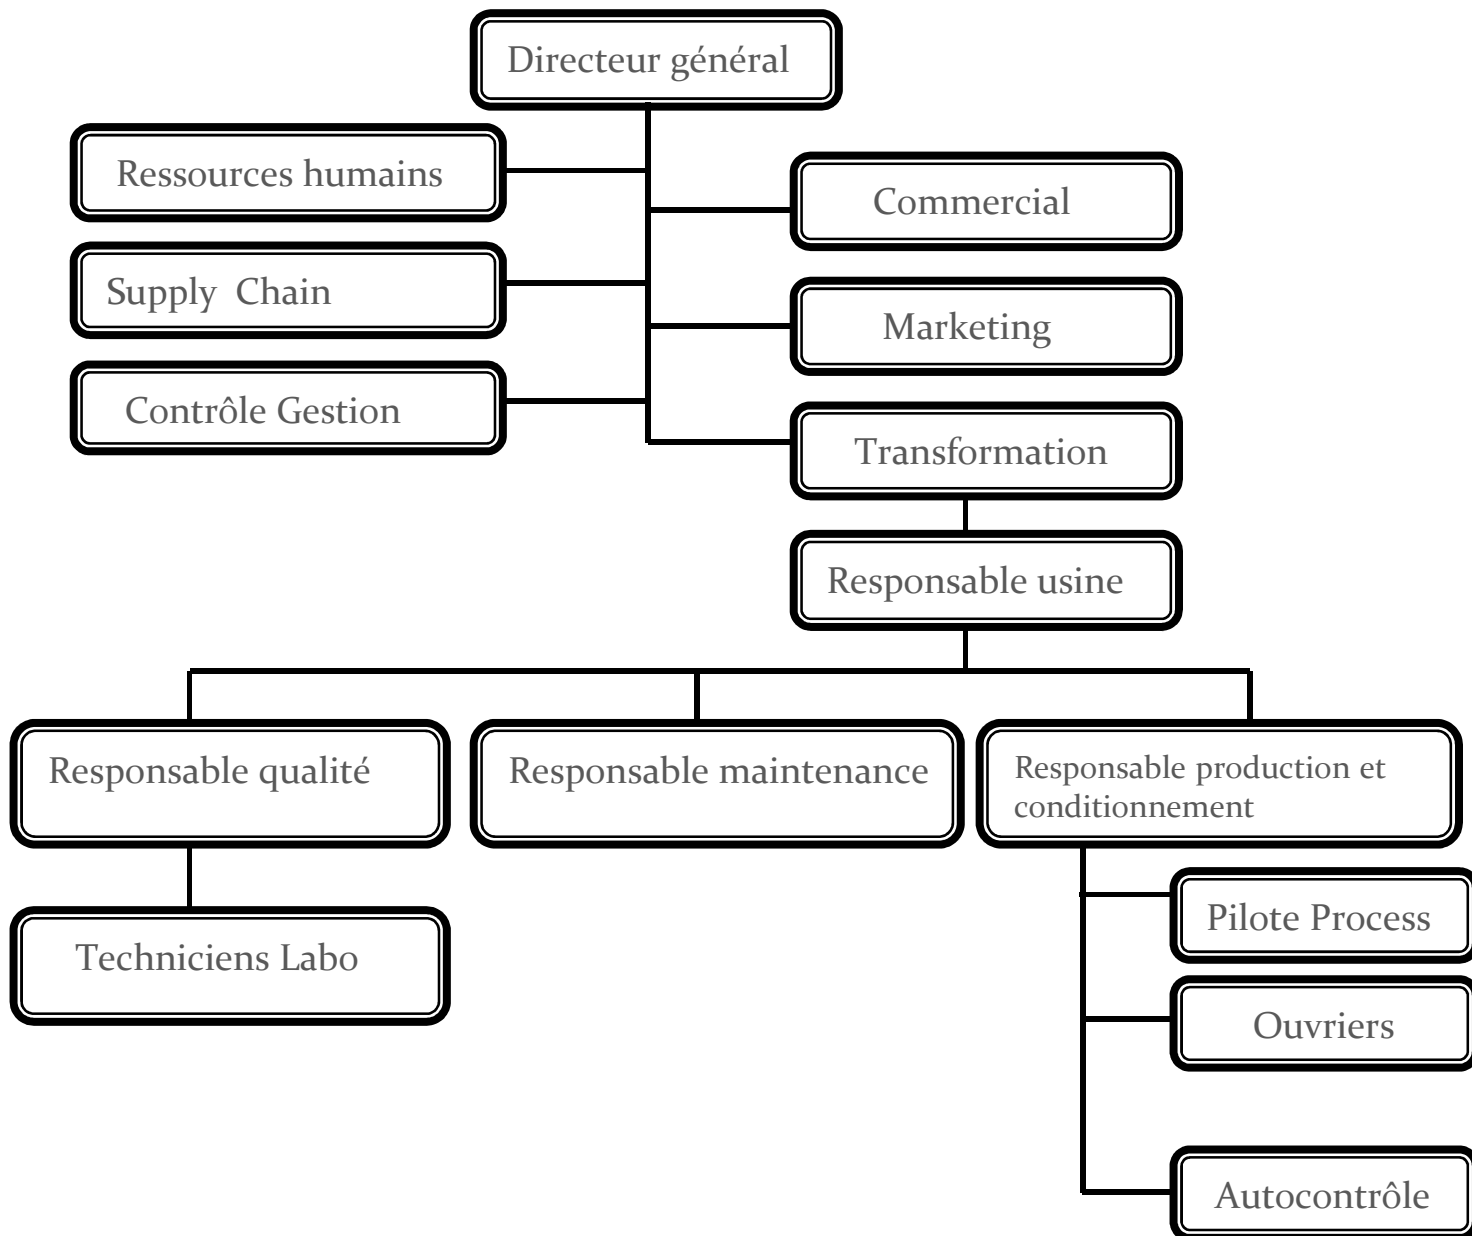 Directeur général
Ressources humains
Commercial
Supply Chain
Marketing
Contrôle Gestion
Transformation
Responsable usine
Responsable qualité
Responsable maintenance
Responsable production et
conditionnement
Pilote Process
Techniciens Labo
Ouvriers
Autocontrôle